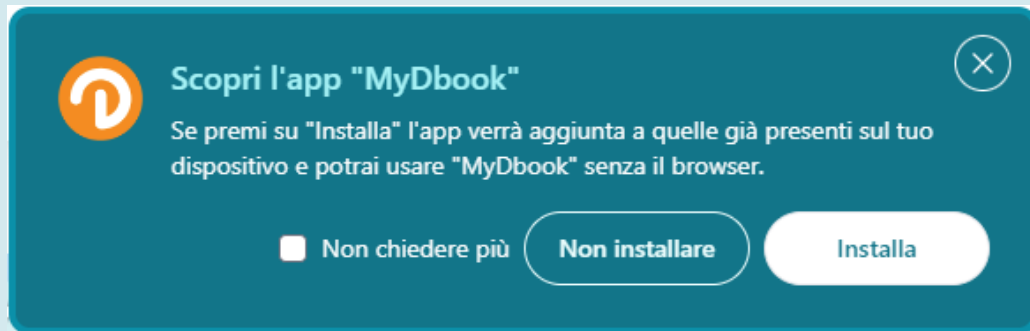 Scopri l'app "MyDbook"
Se premi su "Installa" l'app verrà aggiunta a quelle già presenti sul tuo
dispositivo e potrai usare "MyDbook" senza il browser.
Non chiedere più
Non installare
Installa